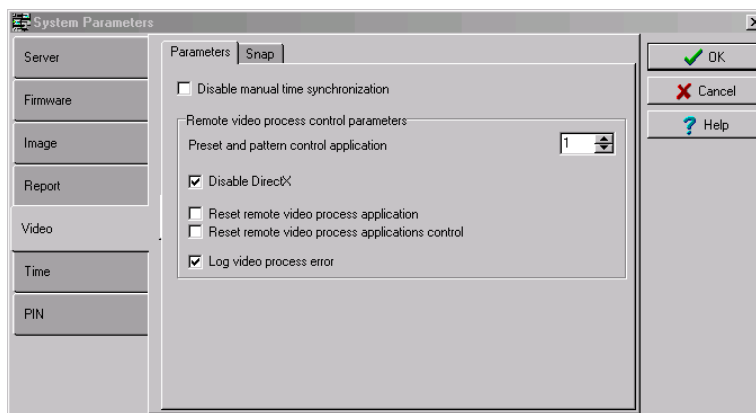 System Parameters
Server
Firmware
Image
Report
Video
Time
PIN
Parameters
Snap
Disable manual time synchronization
Remote video process control parameters
Preset and pattern control application
1
Disable DirectX
Reset remote video process application
Reset remote video process applications control
Log video process error
OK
Cancel
Help